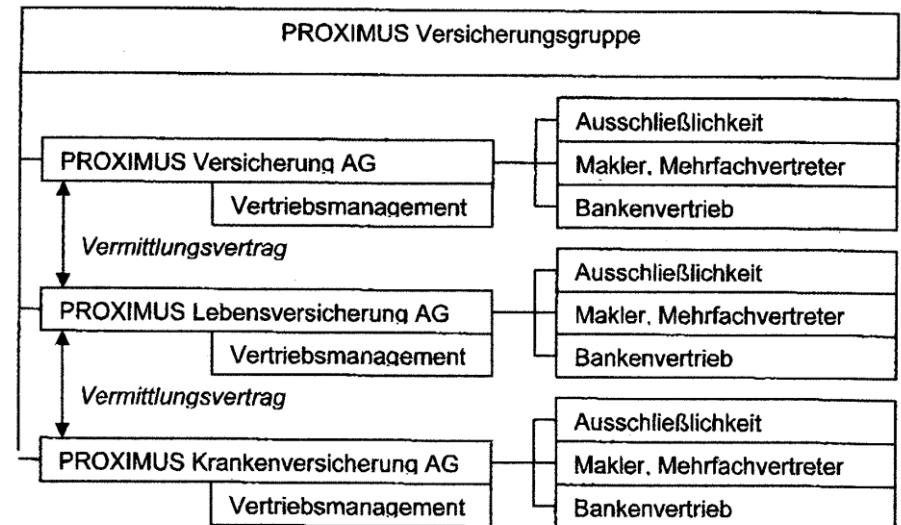 PROXIMUS Versicherungsgruppe
Ausschließlichkeit
PROXIMUS Versicherung AG
Makler, Mehrfachvertreter
Vertriebsmanagement
Bankenvertrieb
Vermittlungsvertrag
Ausschließlichkeit
PROXIMUS Lebensversicherung AG
Makler, Mehrfachvertreter
Vertriebsmanagement
Bankenvertrieb
Vermittlungsvertrag
Ausschließlichkeit
PROXIMUS Krankenversicherung AG
Makler, Mehrfachvertreter
Vertriebsmanagement
Bankenvertrieb